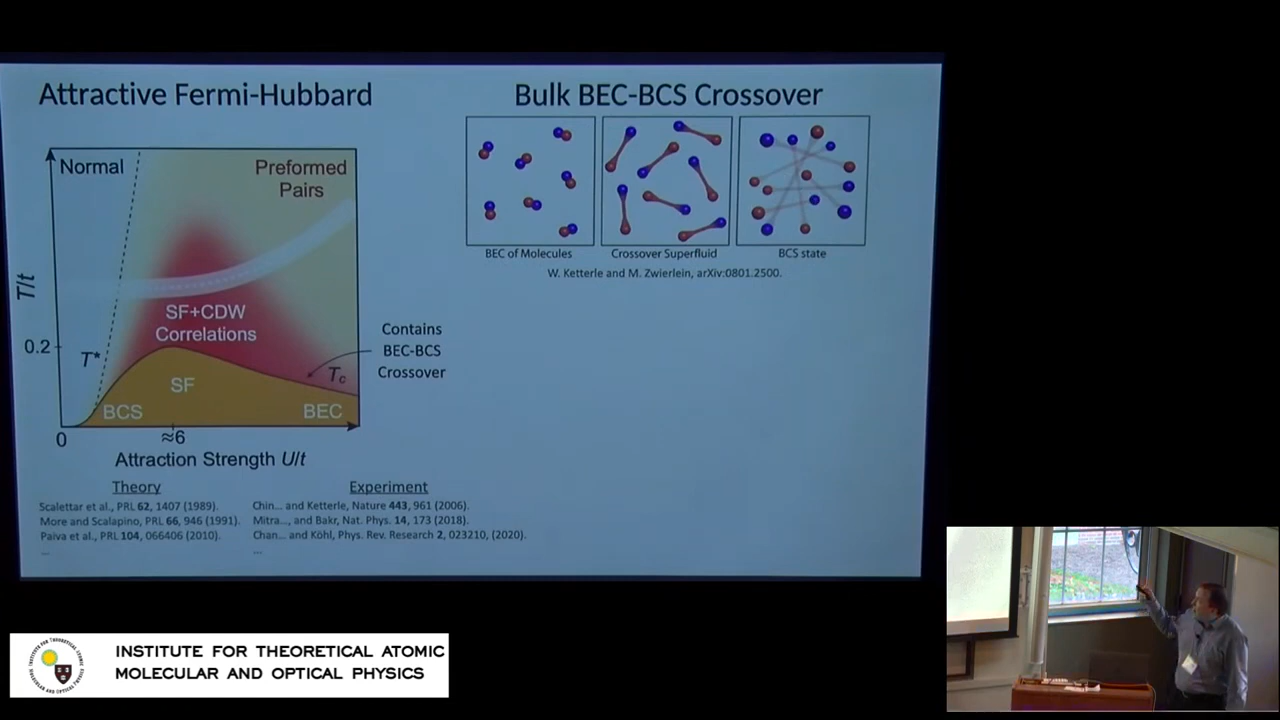 Attractive Fermi-Hubbard
Bulk BEC-BCS Crossover
Normal
Preformed
Pairs
T/t
SF+CDW
Correlations
Contains
BEC-BCS
Crossover
0.2
T*
SF
Tc
BCS
BEC
0
≈6
Attraction Strength U/t
BEC of Molecules
Crossover Superfluid
BCS state
W. Ketterle and M. Zwierlein, arXiv:0801.2500.
Theory
Scalettar et al., PRL 62, 1407 (1989).
More and Scalapino, PRL 66, 946 (1991).
Paiva et al., PRL 104, 066406 (2010).
...
Experiment
Chin... and Ketterle, Nature 443, 961 (2006).
Mitra..., and Bakr, Nat. Phys. 14, 173 (2018).
Chan... and Köhl, Phys. Rev. Research 2, 023210, (2020).
...
INSTITUTE FOR THEORETICAL ATOMIC
MOLECULAR AND OPTICAL PHYSICS